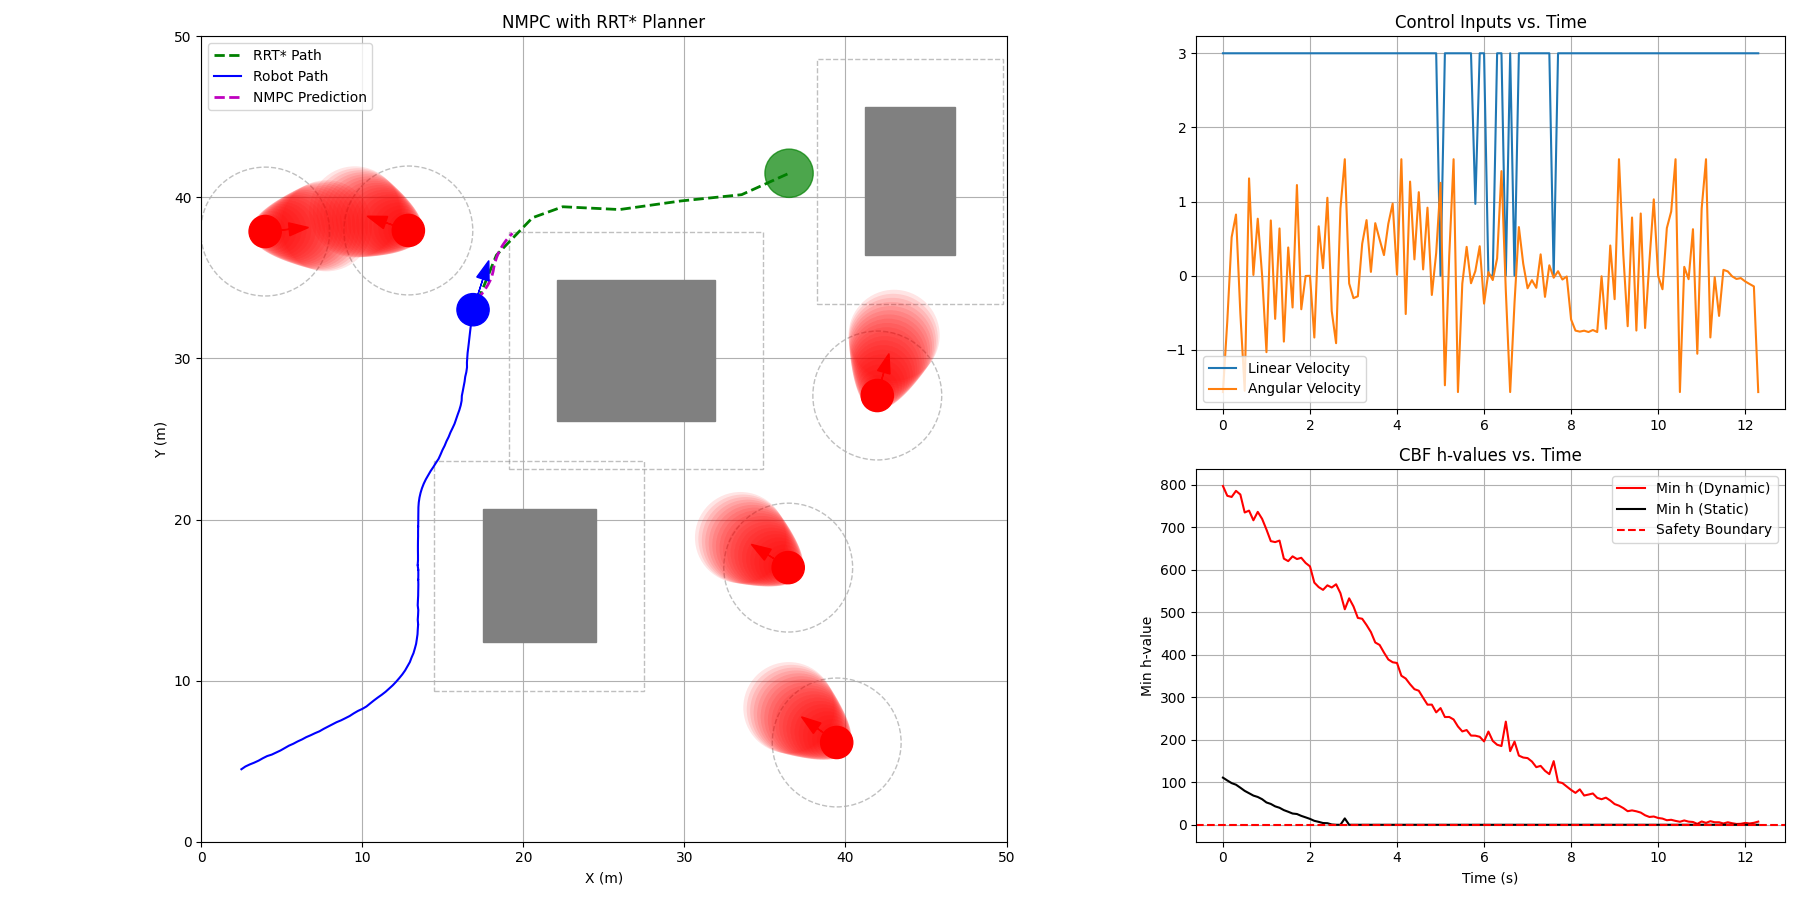 NMPC with RRT* Planner
RRT* Path
Robot Path
NMPC Prediction
50
40
30
20
10
0
Y (m)
0 10 20 30 40 50
X (m)
Control Inputs vs. Time
3
2
1
0
−1
Linear Velocity
Angular Velocity
0 2 4 6 8 10 12
CBF h-values vs. Time
Min h (Dynamic)
Min h (Static)
Safety Boundary
800
700
600
500
400
300
200
100
0
Min h-value
0 2 4 6 8 10 12
Time (s)